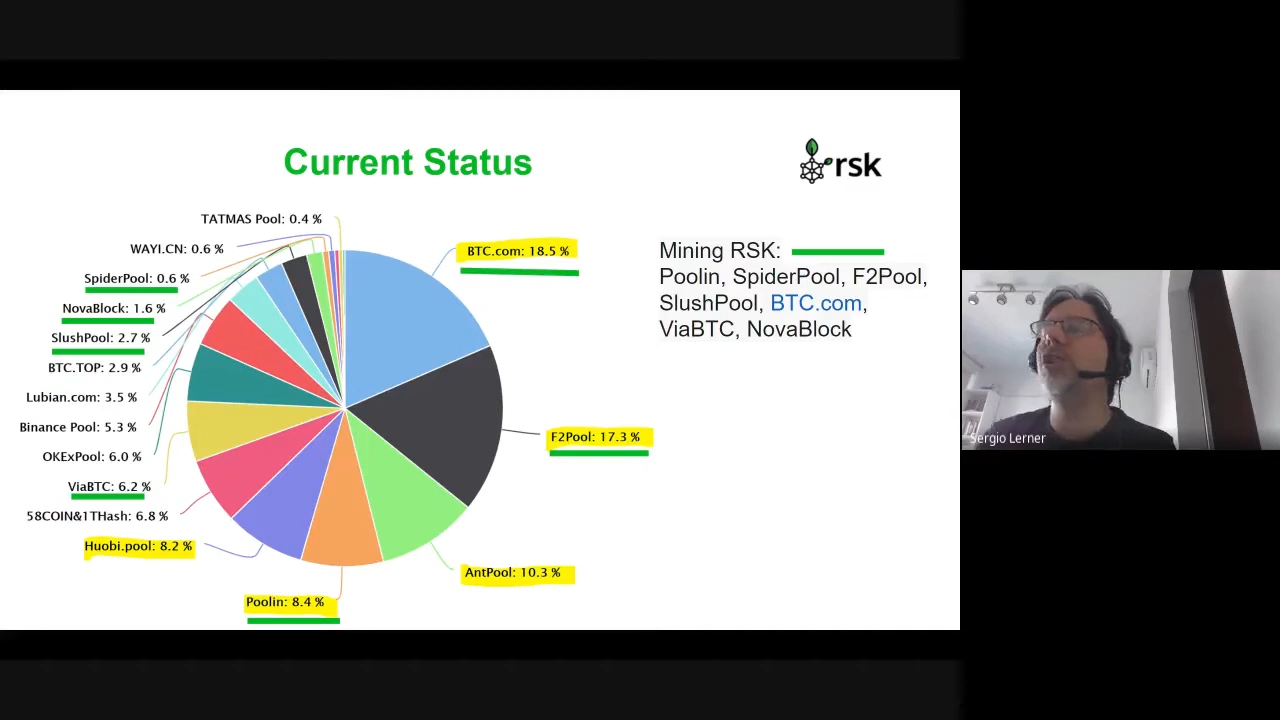 Current Status
rsk
TATMAS Pool: 0.4 %
WAYI.CN: 0.6 %
SpiderPool: 0.6 %
NovaBlock: 1.6 %
SlushPool: 2.7 %
BTC.TOP: 2.9 %
Lubian.com: 3.5 %
Binance Pool: 5.3 %
OKExPool: 6.0 %
ViaBTC: 6.2 %
58COIN&1THash: 6.8 %
Huobi.pool: 8.2 %
Poolin: 8.4 %
AntPool: 10.3 %
F2Pool: 17.3 %
BTC.com: 18.5 %
Mining RSK:
Poolin, SpiderPool, F2Pool,
SlushPool, BTC.com,
ViaBTC, NovaBlock
Sergio Lerner